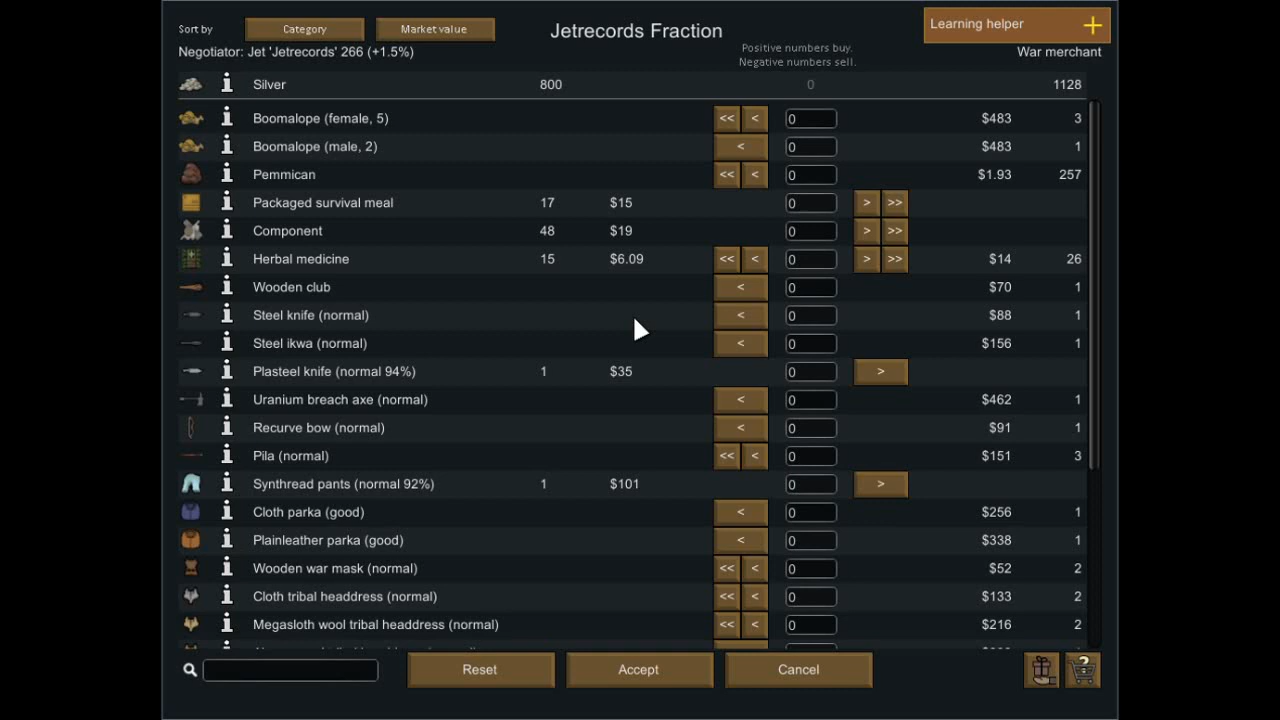 Sort by Category Market value Jetrecords Fraction Learning helper
Negotiator: Jet 'Jetrecords' 266 (+1.5%) Positive numbers buy. War merchant
Negative numbers sell.
Silver 800 0 1128
Boomalope (female, 5) << < 0 $483 3
Boomalope (male, 2) < 0 $483 1
Pemmican << < 0 $1.93 257
Packaged survival meal 17 $15 0 > >>
Component 48 $19 0 > >>
Herbal medicine 15 $6.09 << < 0 > >> $14 26
Wooden club < 0 $70 1
Steel knife (normal) < 0 $88 1
Steel ikwa (normal) < 0 $156 1
Plasteel knife (normal 94%) 1 $35 0 >
Uranium breach axe (normal) < 0 $462 1
Recurve bow (normal) < 0 $91 1
Pila (normal) << < 0 $151 3
Synthread pants (normal 92%) 1 $101 0 >
Cloth parka (good) < 0 $256 1
Plainleather parka (good) < 0 $338 1
Wooden war mask (normal) << < 0 $52 2
Cloth tribal headdress (normal) << < 0 $133 2
Megasloth wool tribal headdress (normal) << < 0 $216 2
Reset Accept Cancel ?